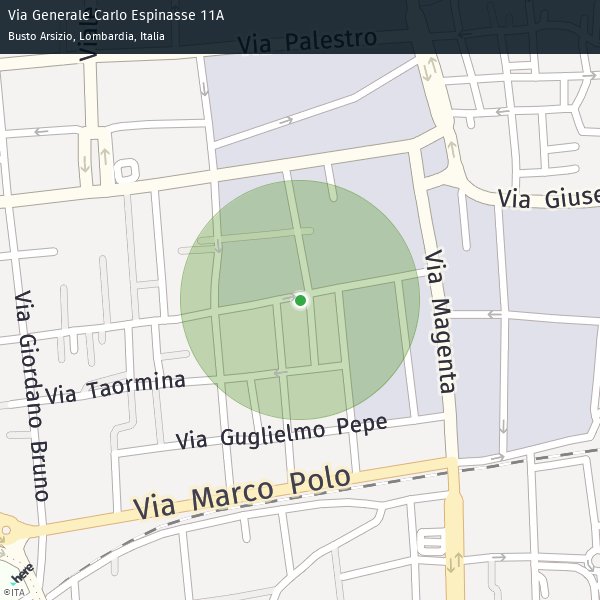 Via Generale Carlo Espinasse 11A
Busto Arsizio, Lombardia, Italia
Via Palestro
Via Giuse
Via Magenta
Via Giordano Bruno
Via Taormina
Via Guglielmo Pepe
Via Marco Polo
here
©ITA